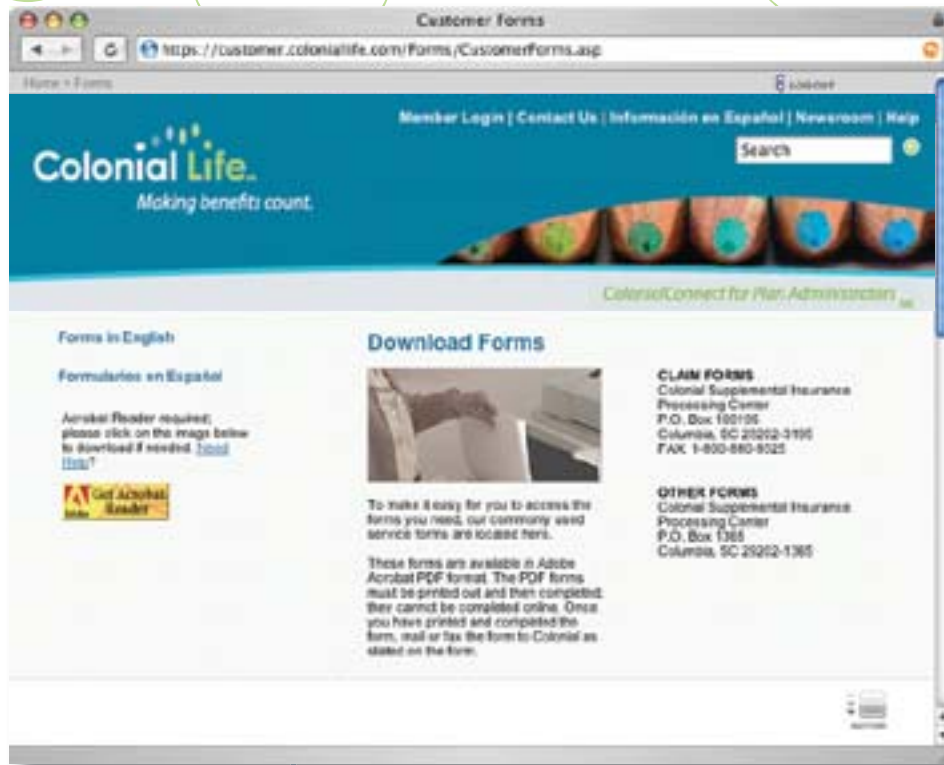 Customer Forms
https://customer.coloniallife.com/Forms/CustomerForms.asp
Home > Forms
LOGOUT
Member Login | Contact Us | Información en Español | Newsroom | Help
Search
Colonial Life.
Making benefits count.
ColonialConnect for Plan Administrators
Forms in English
Formularios en Español
Acrobat Reader required;
please click on the image below
to download if needed. Need
Help?
Get Acrobat
Reader
Adobe
Download Forms
To make it easy for you to access the
forms you need, our commonly used
service forms are located here.
These forms are available in Adobe
Acrobat PDF format. The PDF forms
must be printed out and then completed;
they cannot be completed online. Once
you have printed and completed the
form, mail or fax the form to Colonial as
stated on the form.
CLAIM FORMS
Colonial Supplemental Insurance
Processing Center
P.O. Box
Columbia, SC
FAX:
OTHER FORMS
Colonial Supplemental Insurance
Processing Center
P.O. Box 1365
Columbia, SC 29202-1365